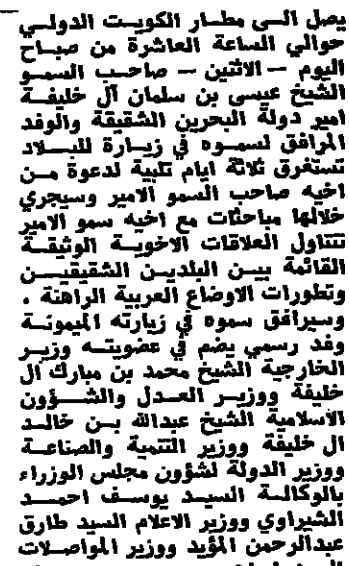 يصل الى مطار الكويت الدولي
حوالي الساعة العاشرة من صباح
اليوم – الاثنين – صاحب السمو
الشيخ عيسى بن سلمان آل خليفة
امير دولة البحرين الشقيقة والوفد
المرافق لسموه في زيارة للبلاد
تستغرق ثلاثة ايام تلبية لدعوة من
اخيه صاحب السمو الامير وسيجري
خلالها مباحثات مع اخيه سمو الامير
تتناول العلاقات الاخوية الوثيقة
القائمة بين البلدين الشقيقين
وتطورات الاوضاع العربية الراهنة .
وسيرافق سموه في زيارته الميمونة
وفد رسمي يضم في عضويته وزير
الخارجية الشيخ محمد بن مبارك ال
خليفة ووزير العدل والشؤون
الاسلامية الشيخ عبدالله بن خالد
ال خليفة ووزير التنمية والصناعة
ووزير الدولة لشؤون مجلس الوزراء
بالوكالة السيد يوسف احمد
الشيراوي ووزير الاعلام السيد طارق
عبدالرحمن المؤيد ووزير المواصلات